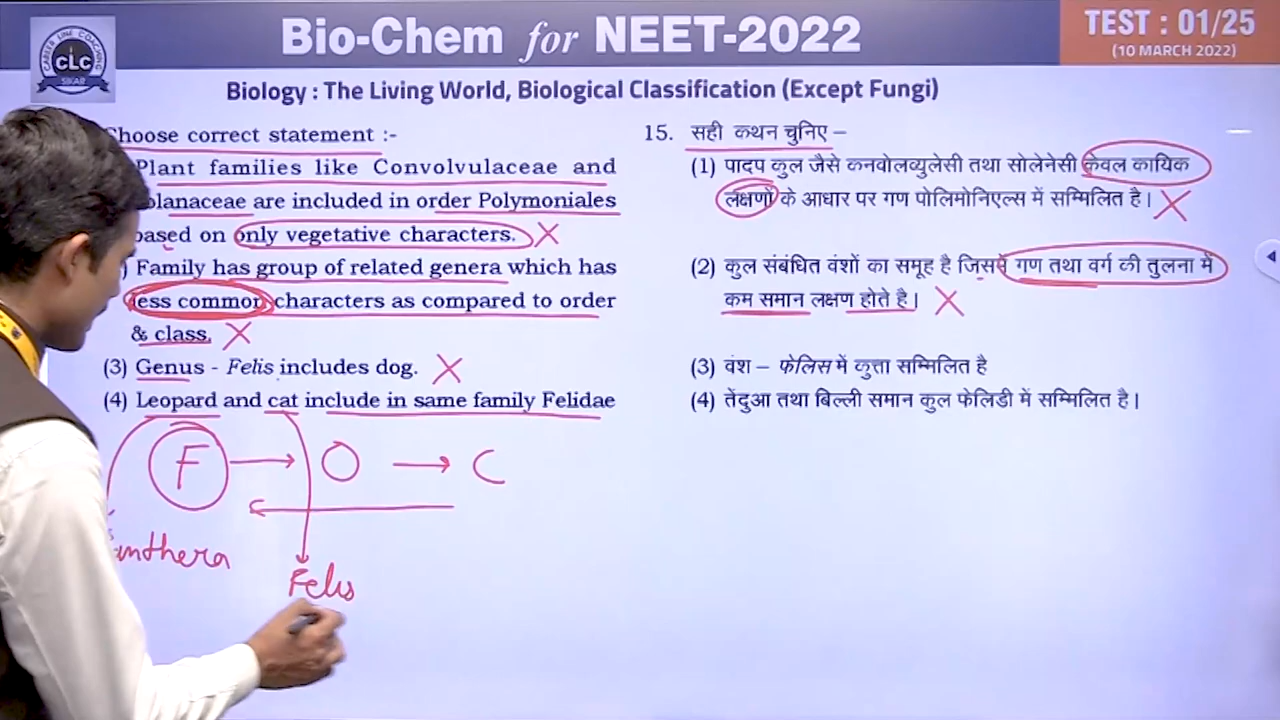 Bio-Chem for NEET-2022
TEST : 01/25
(10 MARCH 2022)
CAREER LINE COACHING
CLC
SIKAR
Biology : The Living World, Biological Classification (Except Fungi)
Choose correct statement :-
Plant families like Convolvulaceae and
olanaceae are included in order Polymoniales
based on only vegetative characters.
) Family has group of related genera which has
less common characters as compared to order
& class.
(3) Genus - Felis includes dog.
(4) Leopard and cat include in same family Felidae
F → O → C
anthera
Felis
15. सही कथन चुनिए –
(1) पादप कुल जैसे कनवोलव्युलेसी तथा सोलेनेसी केवल कायिक
लक्षणों के आधार पर गण पोलिमोनिएल्स में सम्मिलित है।
(2) कुल संबंधित वंशों का समूह है जिसमें गण तथा वर्ग की तुलना में
कम समान लक्षण होते है।
(3) वंश – फेलिस में कुत्ता सम्मिलित है
(4) तेंदुआ तथा बिल्ली समान कुल फेलिडी में सम्मिलित है।